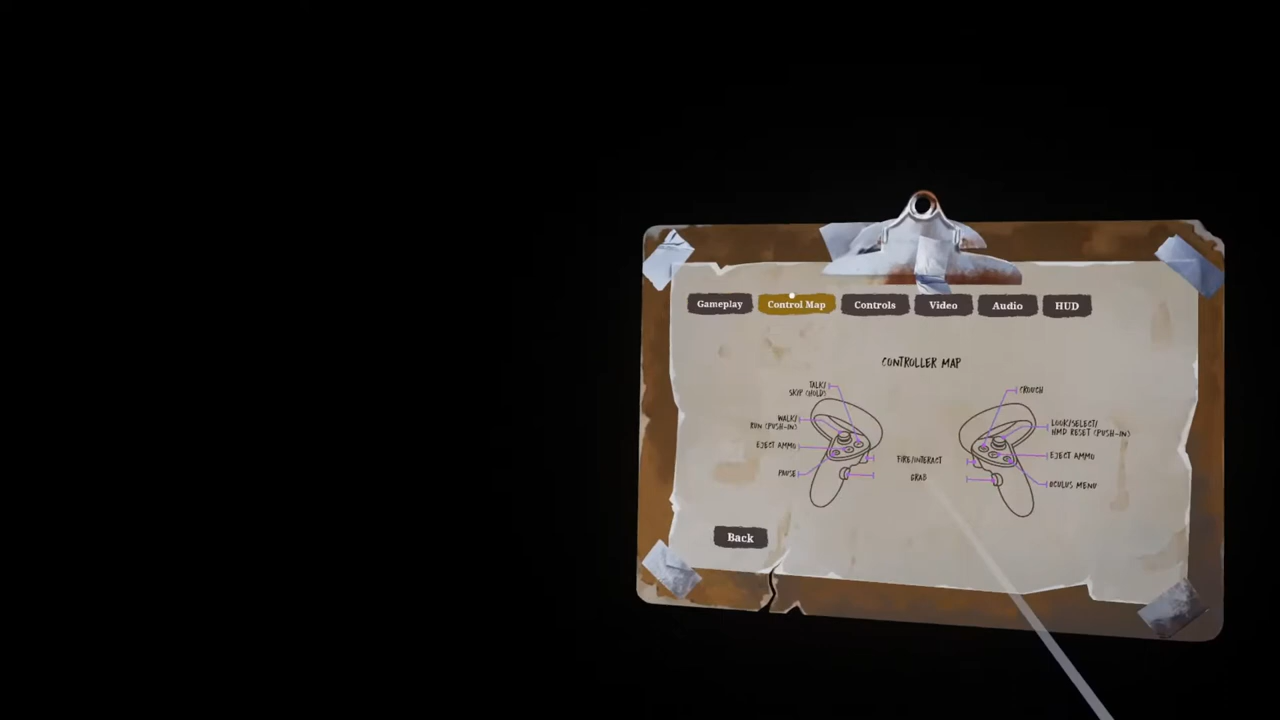 Gameplay
Control Map
Controls
Video
Audio
HUD
CONTROLLER MAP
TALK/
SKIP (HOLD)
WALK/
RUN (PUSH-IN)
EJECT AMMO
PAUSE
FIRE/INTERACT
GRAB
CROUCH
LOOK/SELECT/
HMD RESET (PUSH-IN)
EJECT AMMO
OCULUS MENU
Back